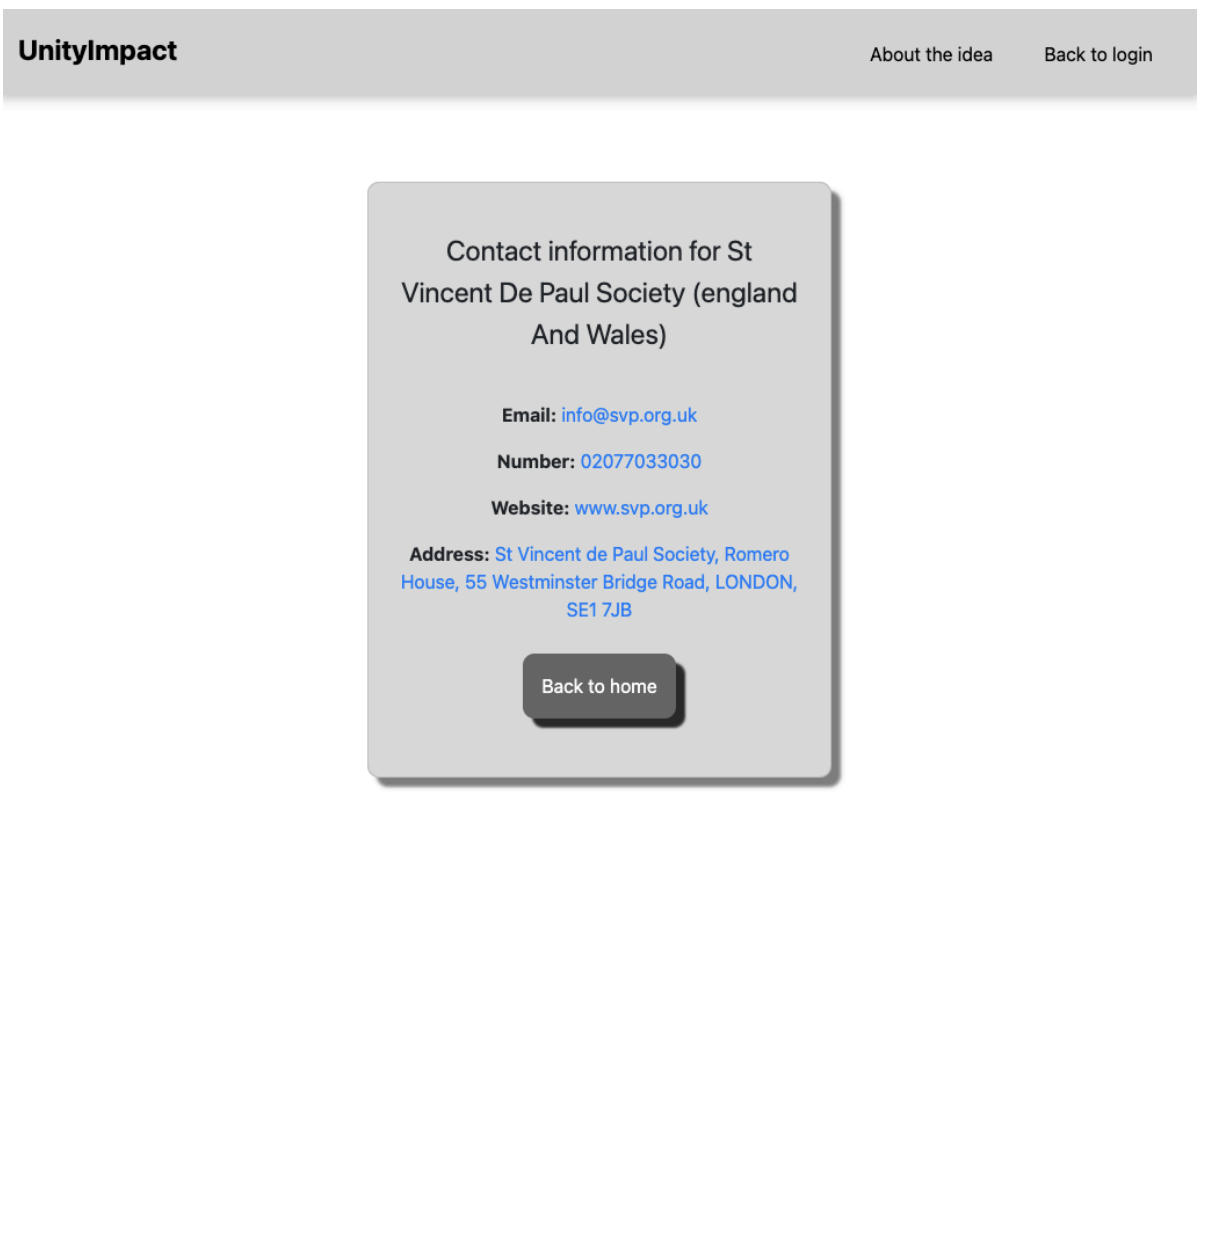 UnityImpact
About the idea
Back to login
Contact information for St
Vincent De Paul Society (england
And Wales)
Email: info@svp.org.uk
Number: 02077033030
Website: www.svp.org.uk
Address: St Vincent de Paul Society, Romero
House, 55 Westminster Bridge Road, LONDON,
SE1 7JB
Back to home